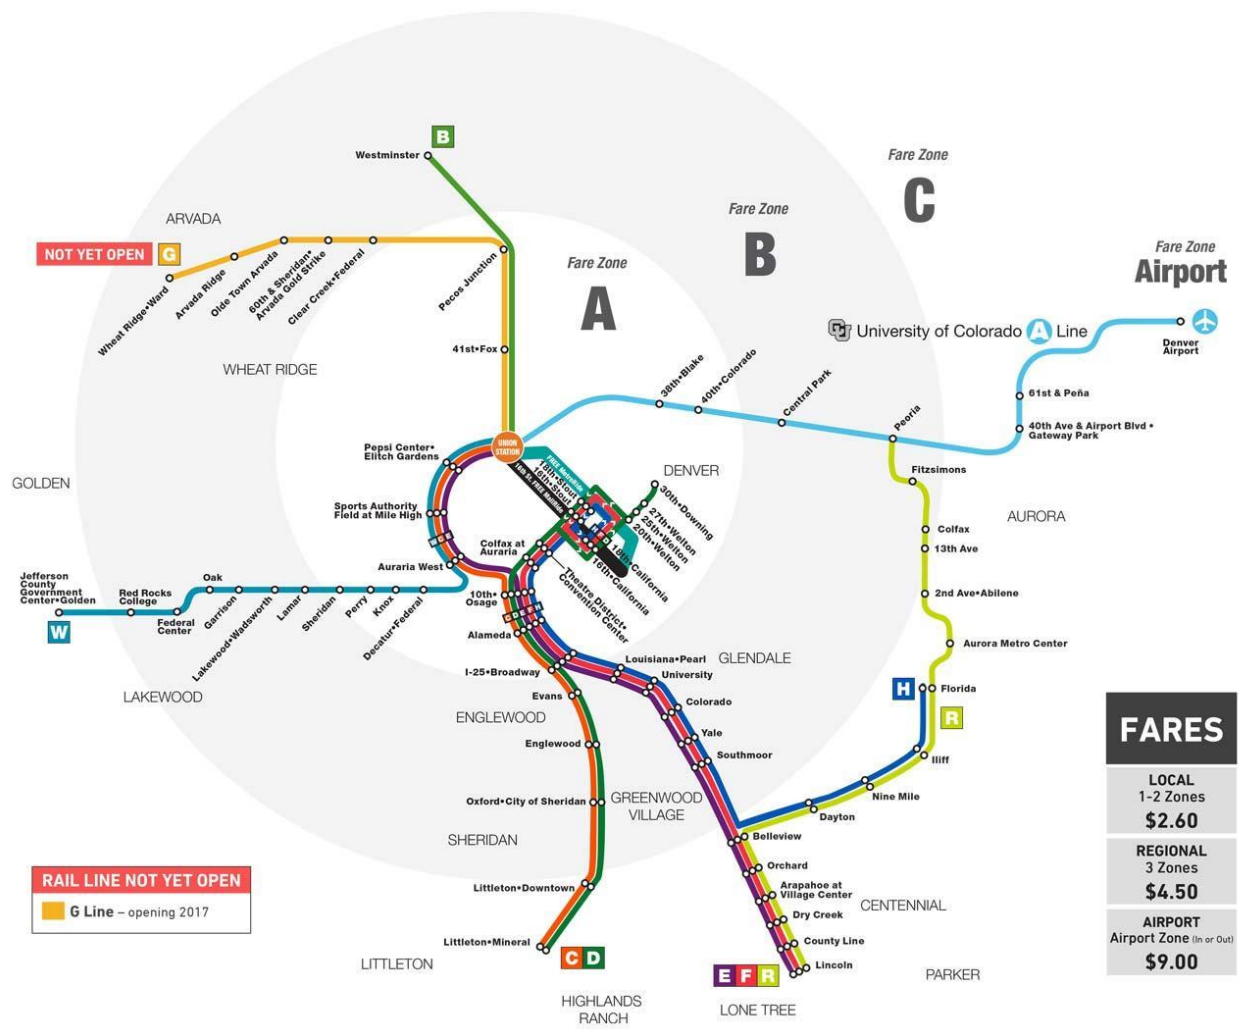 B
Westminster
Fare Zone
C
Fare Zone
B
Fare Zone
A
Fare Zone
Airport
ARVADA
NOT YET OPEN
G
Wheat Ridge•Ward
Arvada Ridge
Olde Town Arvada
60th & Sheridan•
Arvada Gold Strike
Clear Creek•Federal
Pecos Junction
41st•Fox
WHEAT RIDGE
University of Colorado A Line
Denver
Airport
38th•Blake
40th•Colorado
Central Park
Peoria
61st & Peña
40th Ave & Airport Blvd •
Gateway Park
UNION
STATION
Pepsi Center•
Elitch Gardens
FREE MetroRide
16th St. FREE MallRide
18th•Stout
16th•Stout
DENVER
30th•Downing
27th•Welton
25th•Welton
20th•Welton
18th•California
16th•California
Theatre District•
Convention Center
Colfax at
Auraria
Sports Authority
Field at Mile High
Auraria West
GOLDEN
Jefferson
County
Government
Center•Golden
W
Red Rocks
College
Federal
Center
Oak
Garrison
Lakewood•Wadsworth
Lamar
Sheridan
Perry
Knox
Decatur•Federal
LAKEWOOD
10th•
Osage
Alameda
I-25•Broadway
Evans
ENGLEWOOD
Englewood
Oxford•City of Sheridan
SHERIDAN
Littleton•Downtown
Littleton•Mineral
C D
LITTLETON
HIGHLANDS
RANCH
Louisiana•Pearl
GLENDALE
University
Colorado
Yale
Southmoor
GREENWOOD
VILLAGE
Belleview
Orchard
Arapahoe at
Village Center
Dry Creek
County Line
Lincoln
E F R
LONE TREE
CENTENNIAL
PARKER
Fitzsimons
AURORA
Colfax
13th Ave
2nd Ave•Abilene
Aurora Metro Center
H
Florida
R
Iliff
Nine Mile
Dayton
FARES
LOCAL
1-2 Zones
$2.60
REGIONAL
3 Zones
$4.50
AIRPORT
Airport Zone (In or Out)
$9.00
RAIL LINE NOT YET OPEN
G Line – opening 2017